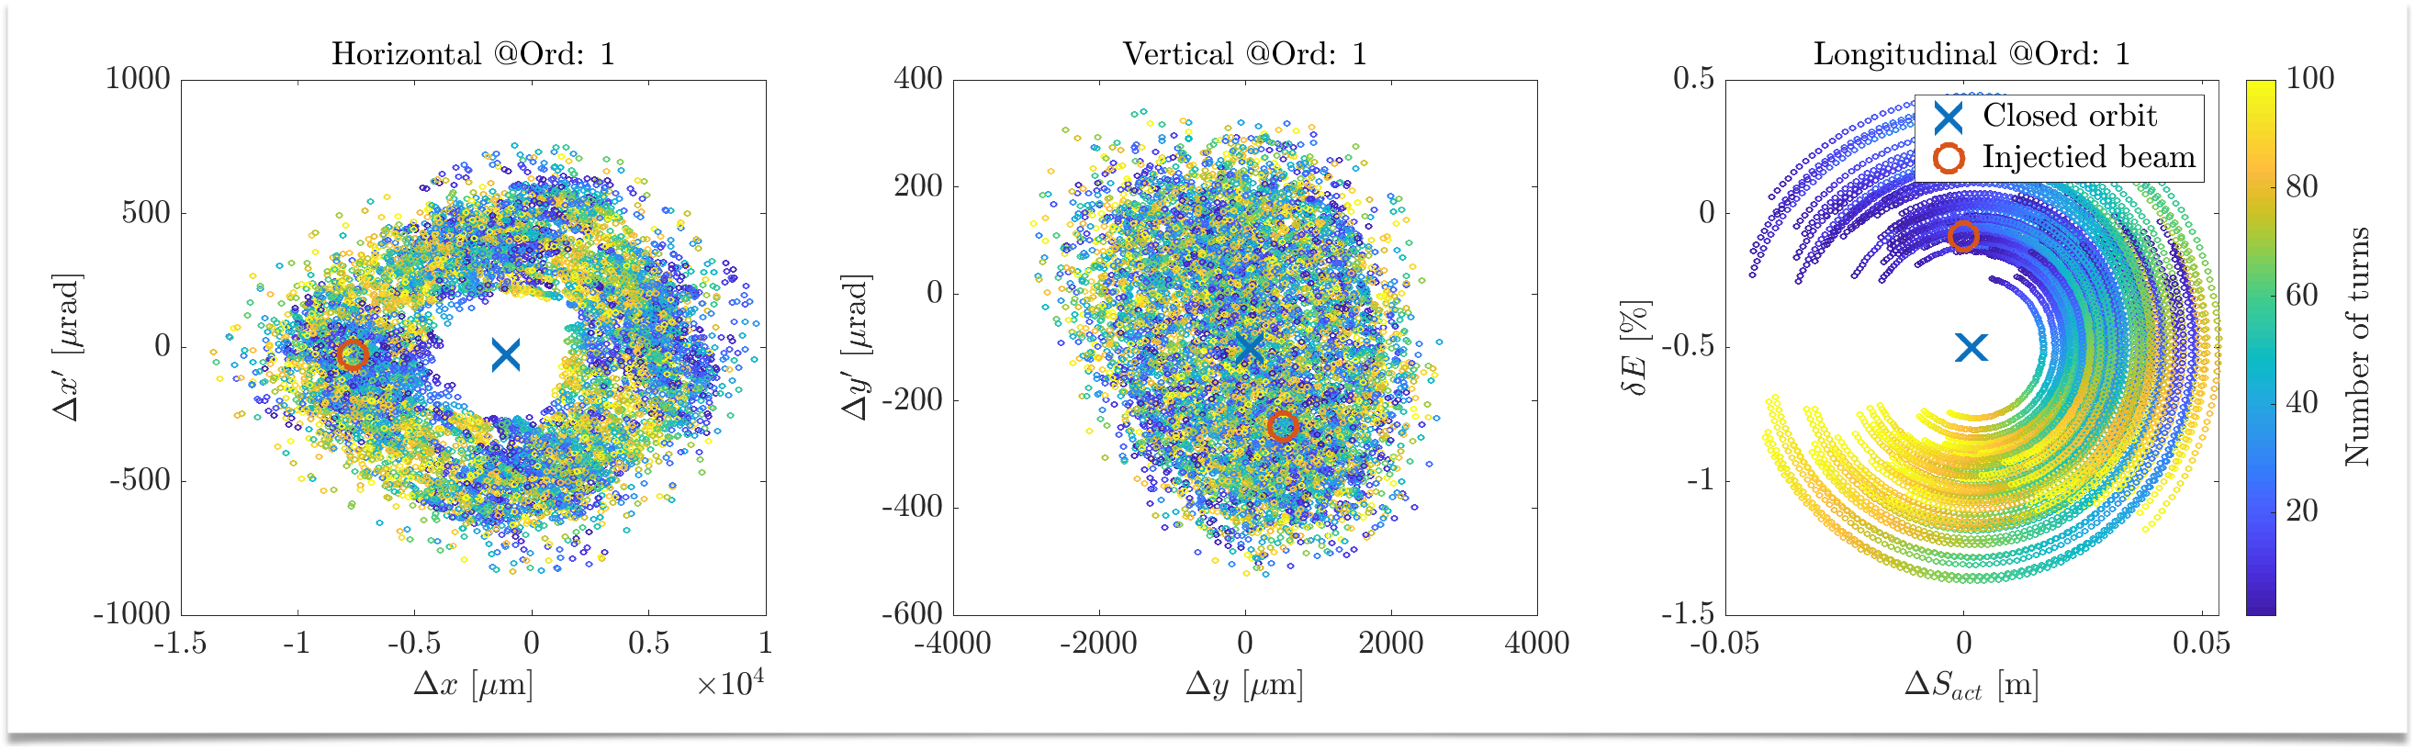 Horizontal @Ord: 1
1000
500
0
-500
-1000
Δx′ [μrad]
-1.5 -1 -0.5 0 0.5 1
Δx [μm]
×10⁴
Vertical @Ord: 1
400
200
0
-200
-400
-600
Δy′ [μrad]
-4000 -2000 0 2000 4000
Δy [μm]
Longitudinal @Ord: 1
0.5
0
-0.5
-1
-1.5
δE [%]
-0.05 0 0.05
ΔS_act [m]
Closed orbit
Injectied beam
100
80
60
40
20
Number of turns